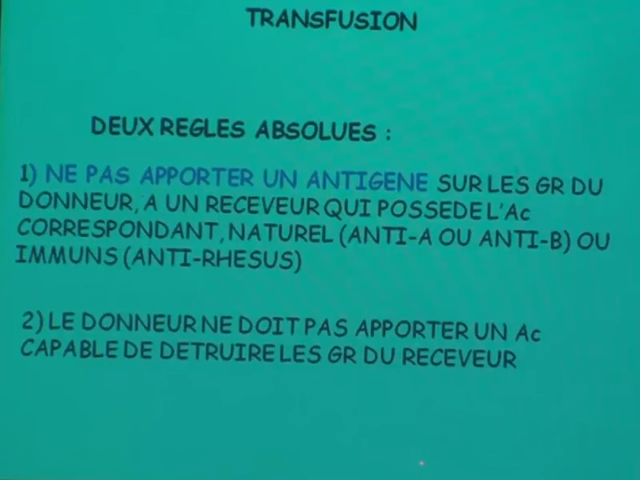 TRANSFUSION
DEUX REGLES ABSOLUES :
1) NE PAS APPORTER UN ANTIGENE SUR LES GR DU
DONNEUR, A UN RECEVEUR QUI POSSEDE L'Ac
CORRESPONDANT, NATUREL (ANTI-A OU ANTI-B) OU
IMMUNS (ANTI-RHESUS)
2) LE DONNEUR NE DOIT PAS APPORTER UN Ac
CAPABLE DE DETRUIRE LES GR DU RECEVEUR